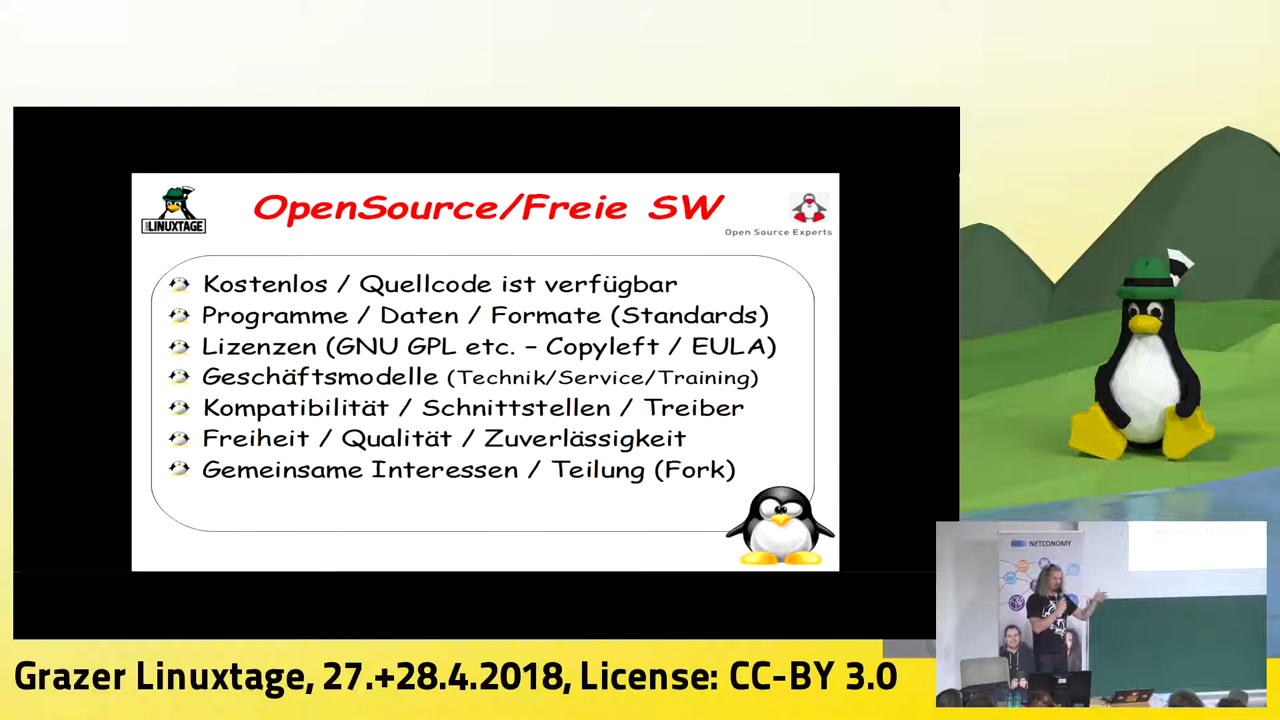 OpenSource/Freie SW
LINUXTAGE
Open Source Experts
Kostenlos / Quellcode ist verfügbar
Programme / Daten / Formate (Standards)
Lizenzen (GNU GPL etc. – Copyleft / EULA)
Geschäftsmodelle (Technik/Service/Training)
Kompatibilität / Schnittstellen / Treiber
Freiheit / Qualität / Zuverlässigkeit
Gemeinsame Interessen / Teilung (Fork)
NETCONOMY
Grazer Linuxtage, 27.+28.4.2018, License: CC-BY 3.0